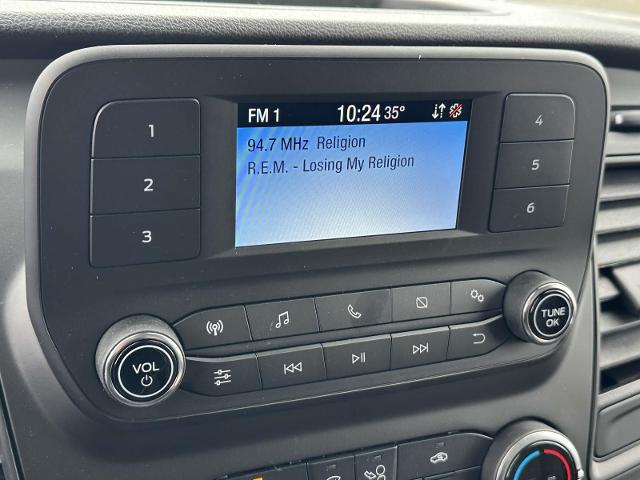 FM 1 10:24 35°
94.7 MHz Religion
R.E.M. - Losing My Religion
1
2
3
4
5
6
VOL
TUNE
OK